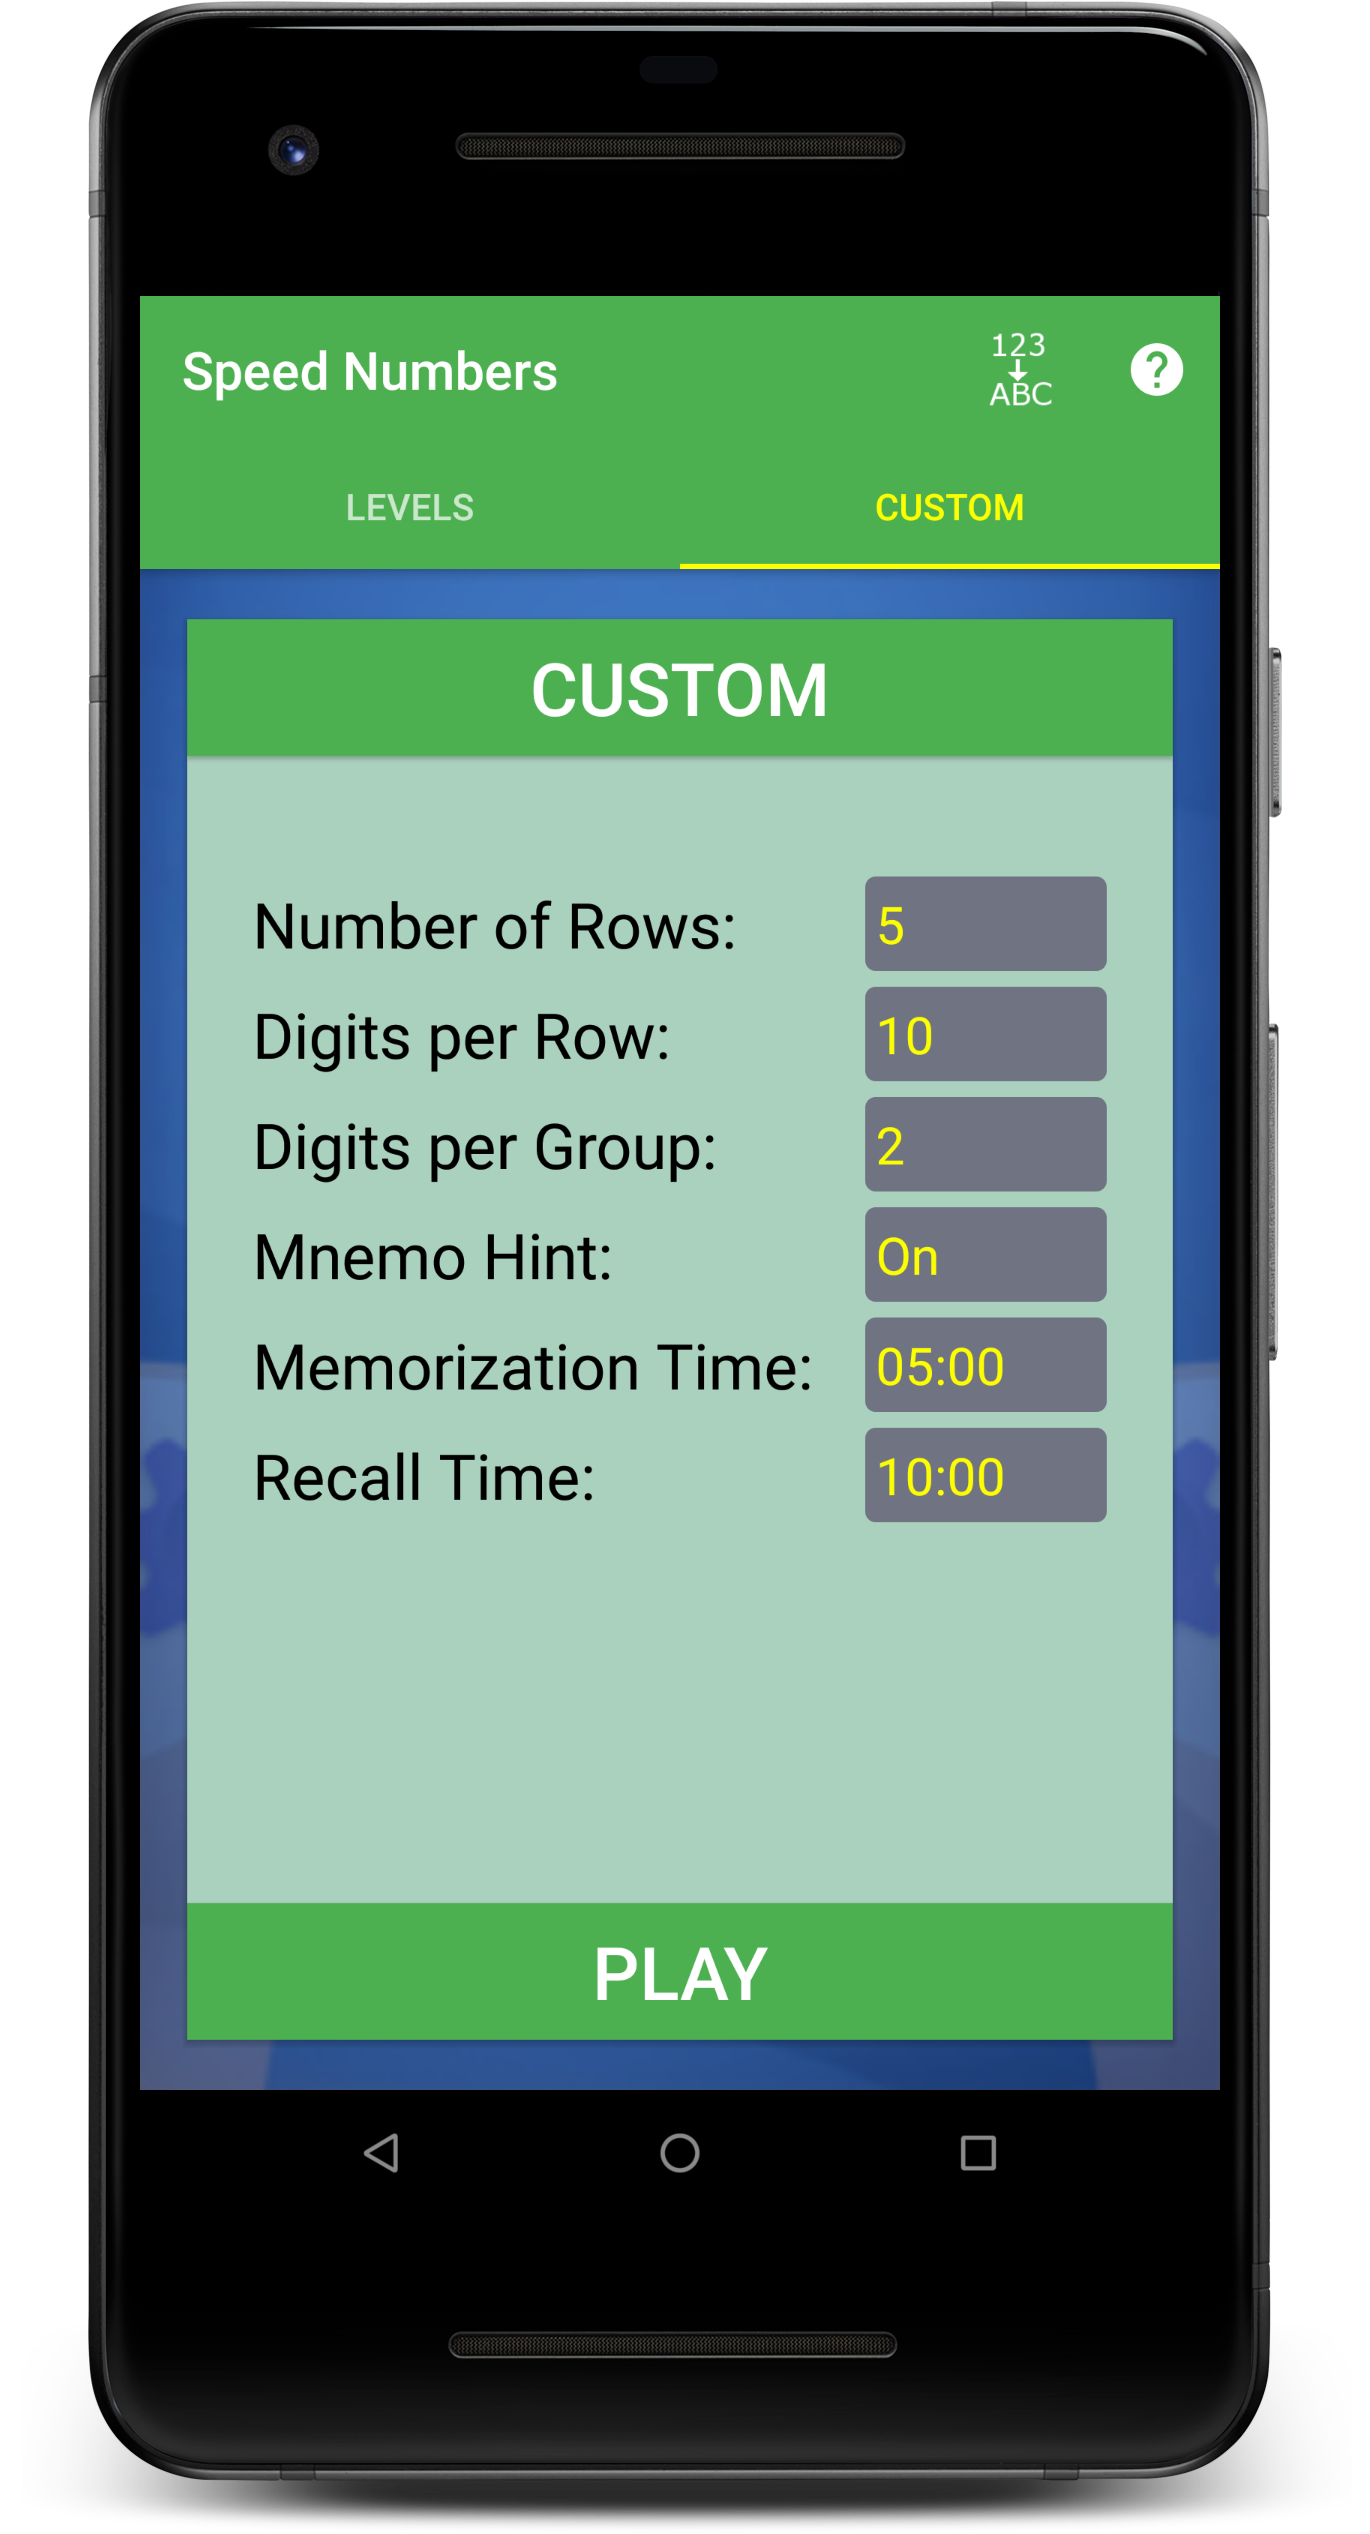 Speed Numbers
123
ABC
?
LEVELS
CUSTOM
CUSTOM
Number of Rows: 5
Digits per Row: 10
Digits per Group: 2
Mnemo Hint: On
Memorization Time: 05:00
Recall Time: 10:00
PLAY